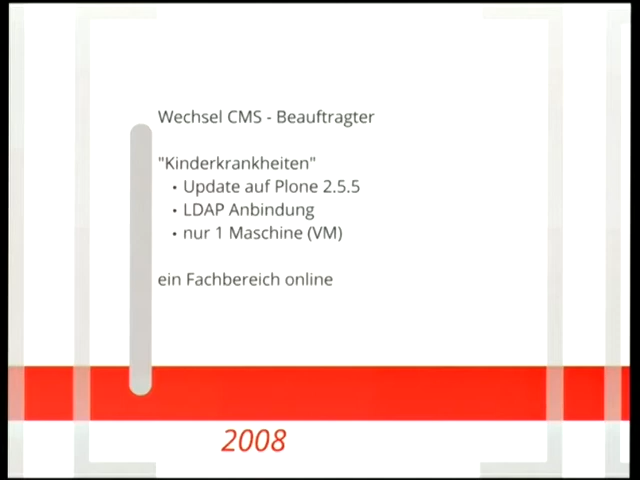 Wechsel CMS - Beauftragter
"Kinderkrankheiten"
• Update auf Plone 2.5.5
• LDAP Anbindung
• nur 1 Maschine (VM)
ein Fachbereich online
2008